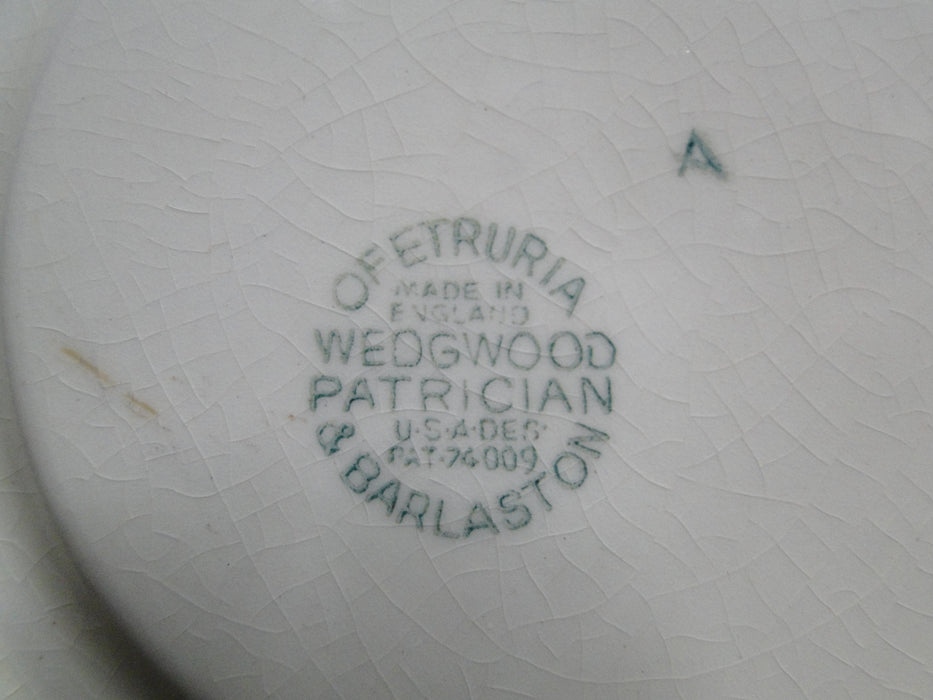 A
OF ETRURIA
MADE IN
ENGLAND
WEDGWOOD
PATRICIAN
U·S·A·DES·
PAT·74009
& BARLASTON